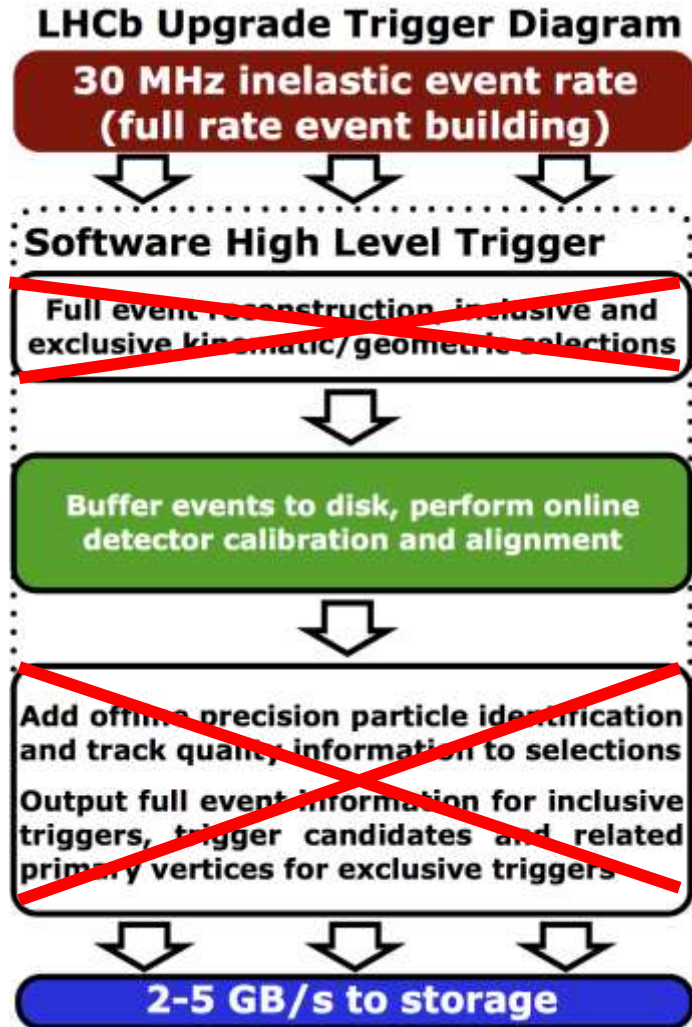 LHCb Upgrade Trigger Diagram
30 MHz inelastic event rate
(full rate event building)
Software High Level Trigger
Full event reconstruction, inclusive and
exclusive kinematic/geometric selections
Buffer events to disk, perform online
detector calibration and alignment
Add offline precision particle identification
and track quality information to selections
Output full event information for inclusive
triggers, trigger candidates and related
primary vertices for exclusive triggers
2-5 GB/s to storage